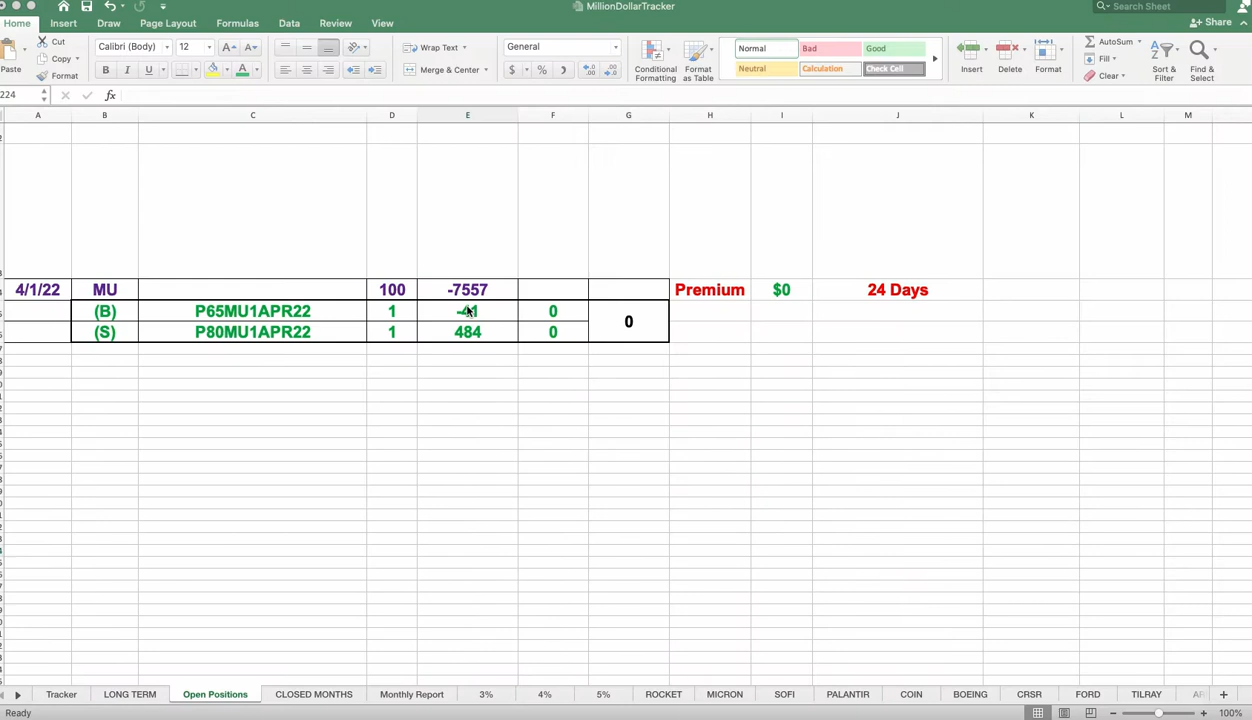 MillionDollarTracker
Search Sheet
Home Insert Draw Page Layout Formulas Data Review View
Share
Paste
Cut
Copy
Format
Calibri (Body) 12
A A
B I U
A
Wrap Text
Merge & Center
General
$ % ,
Conditional
Formatting
Format
as Table
Normal Bad Good
Neutral Calculation Check Cell
Insert Delete Format
AutoSum
Fill
Clear
Sort &
Filter
Find &
Select
224 fx
A B C D E F G H I J K L M
4/1/22 MU 100 -7557 Premium $0 24 Days
(B) P65MU1APR22 1 -41 0
0
(S) P80MU1APR22 1 484 0
Tracker LONG TERM Open Positions CLOSED MONTHS Monthly Report 3% 4% 5% ROCKET MICRON SOFI PALANTIR COIN BOEING CRSR FORD TILRAY
Ready
100%